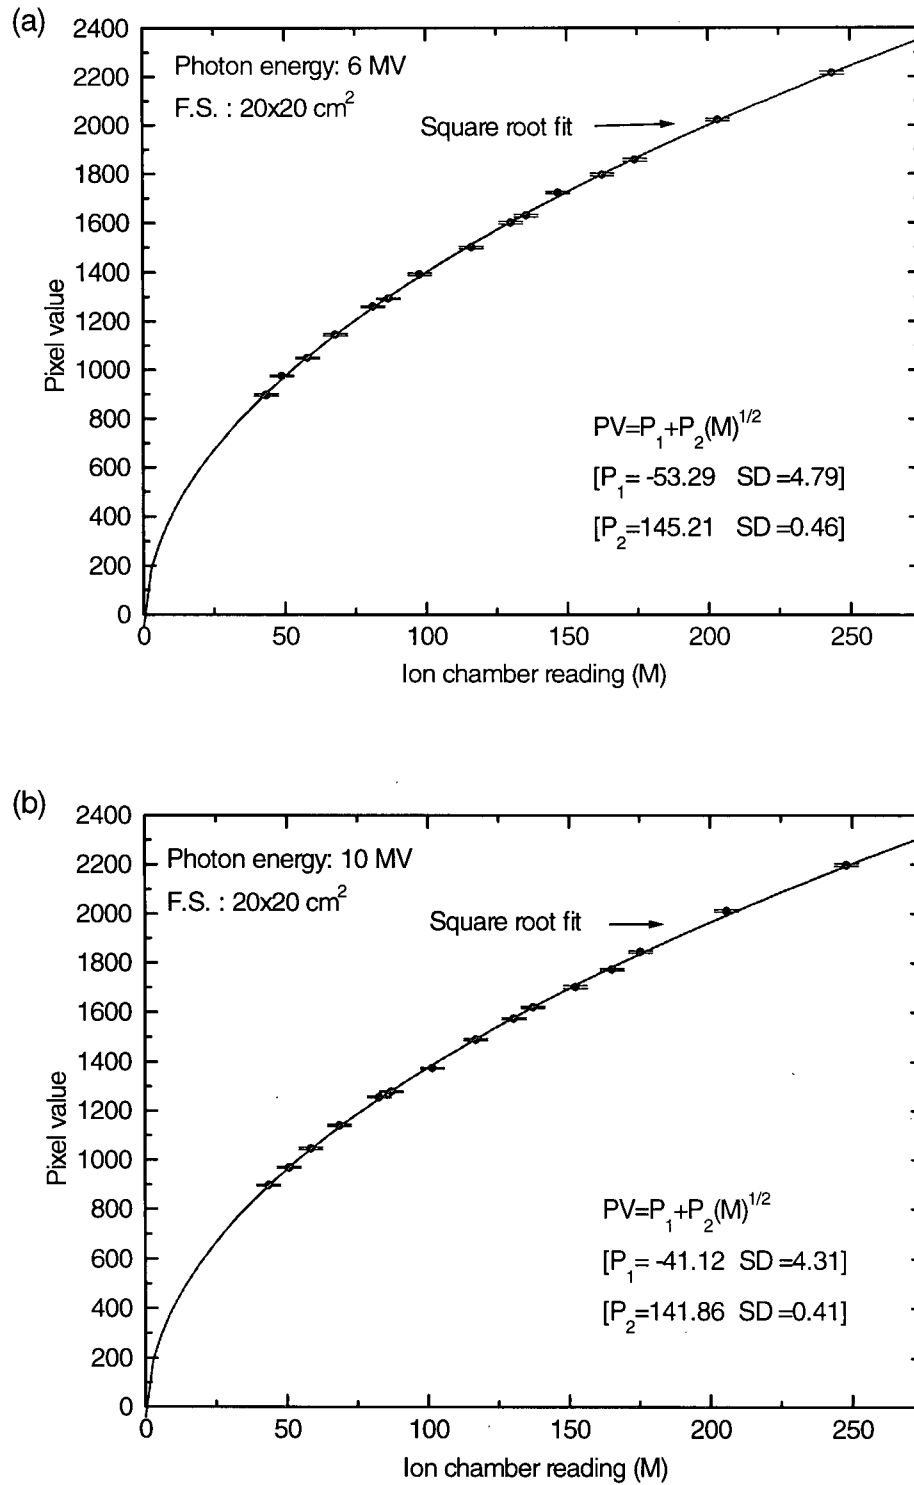 (a)
2400
2200
2000
1800
1600
1400
1200
1000
800
600
400
200
0
Pixel value
Photon energy: 6 MV
F.S. : 20x20 cm²
Square root fit
PV=P₁+P₂(M)^1/2
[P₁= -53.29 SD =4.79]
[P₂=145.21 SD =0.46]
0 50 100 150 200 250
Ion chamber reading (M)
(b)
2400
2200
2000
1800
1600
1400
1200
1000
800
600
400
200
0
Pixel value
Photon energy: 10 MV
F.S. : 20x20 cm²
Square root fit
PV=P₁+P₂(M)^1/2
[P₁= -41.12 SD =4.31]
[P₂=141.86 SD =0.41]
0 50 100 150 200 250
Ion chamber reading (M)